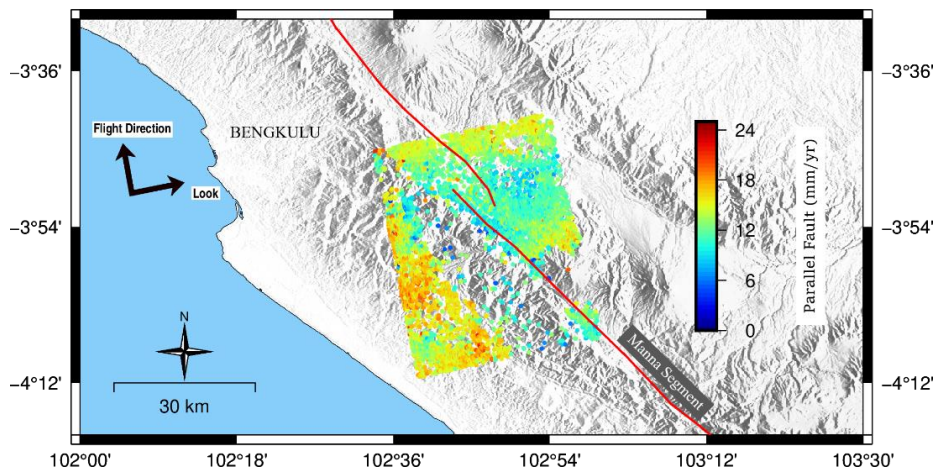 −3°36'
−3°36'
Flight Direction
BENGKULU
Look
−3°54'
−3°54'
24
18
12
6
0
Parallel Fault (mm/yr)
N
30 km
Manna Segment
−4°12'
−4°12'
102°00'
102°18'
102°36'
102°54'
103°12'
103°30'